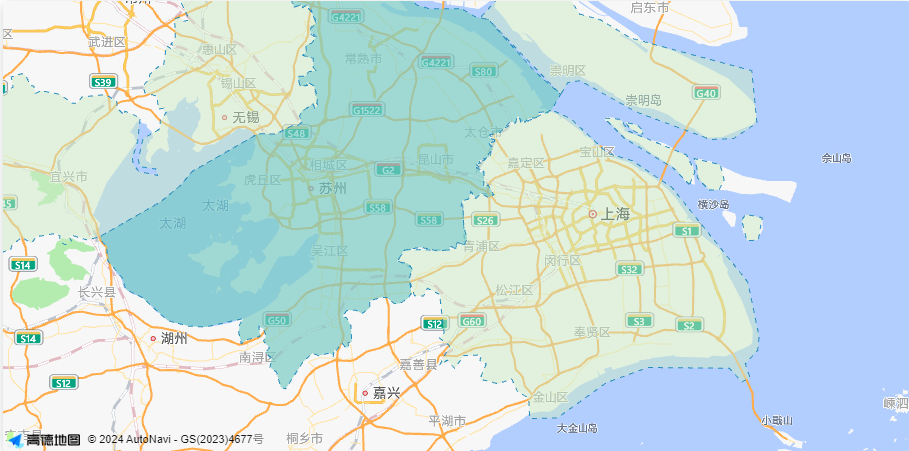 启东市
G4221
武进区
惠山区
常熟市
G4221
S80
崇明区
S39
锡山区
G40
崇明岛
G1522
无锡
S48
太仓市
宝山区
佘山岛
相城区
昆山市
嘉定区
G2
宜兴市
虎丘区
苏州
太湖
S58
横沙岛
太湖
S58
S26
上海
S1
吴江区
青浦区
闵行区
S14
S32
长兴县
松江区
G50
S12
G60
S3
S2
S14
湖州
奉贤区
南浔区
嘉善县
S12
嘉兴
金山区
平湖市
小戢山
大金山岛
嵊泗
桐乡市
高德地图 © 2024 AutoNavi - GS(2023)4677号